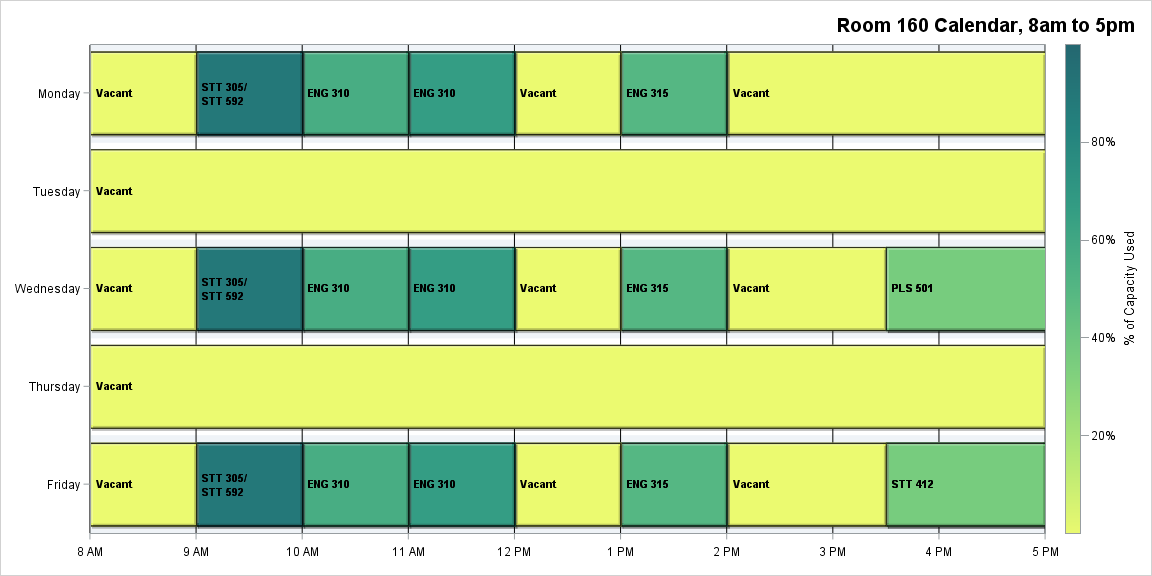 Room 160 Calendar, 8am to 5pm
Monday
Vacant
STT 305/
STT 592
ENG 310
ENG 310
Vacant
ENG 315
Vacant
Tuesday
Vacant
Wednesday
Vacant
STT 305/
STT 592
ENG 310
ENG 310
Vacant
ENG 315
Vacant
PLS 501
Thursday
Vacant
Friday
Vacant
STT 305/
STT 592
ENG 310
ENG 310
Vacant
ENG 315
Vacant
STT 412
8 AM
9 AM
10 AM
11 AM
12 PM
1 PM
2 PM
3 PM
4 PM
5 PM
80%
60%
40%
20%
% of Capacity Used